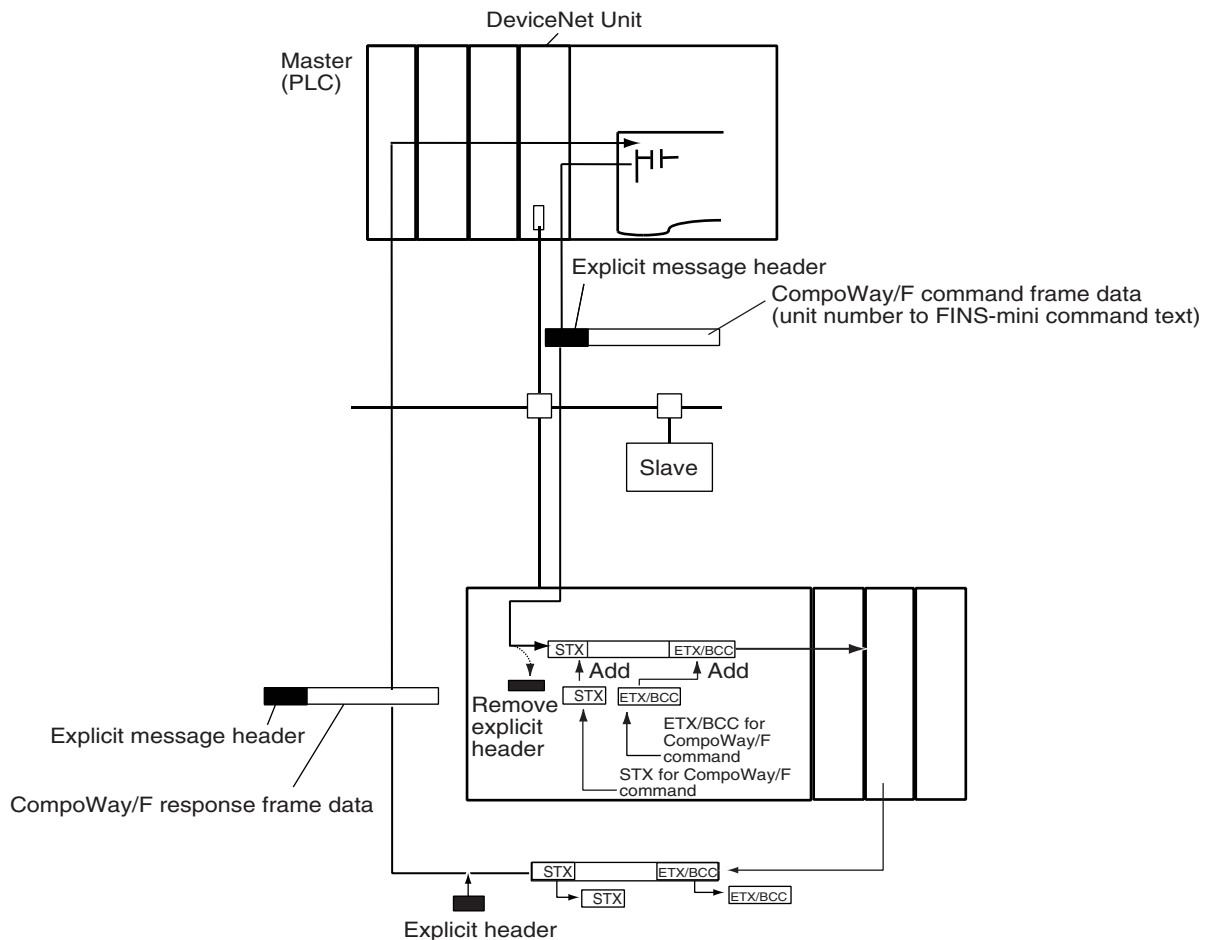 DeviceNet Unit
Master
(PLC)
Explicit message header
CompoWay/F command frame data
(unit number to FINS-mini command text)
Slave
STX
ETX/BCC
Add
Add
STX
ETX/BCC
Remove
explicit
header
ETX/BCC for
CompoWay/F
command
STX for CompoWay/F
command
Explicit message header
CompoWay/F response frame data
STX
ETX/BCC
STX
ETX/BCC
Explicit header